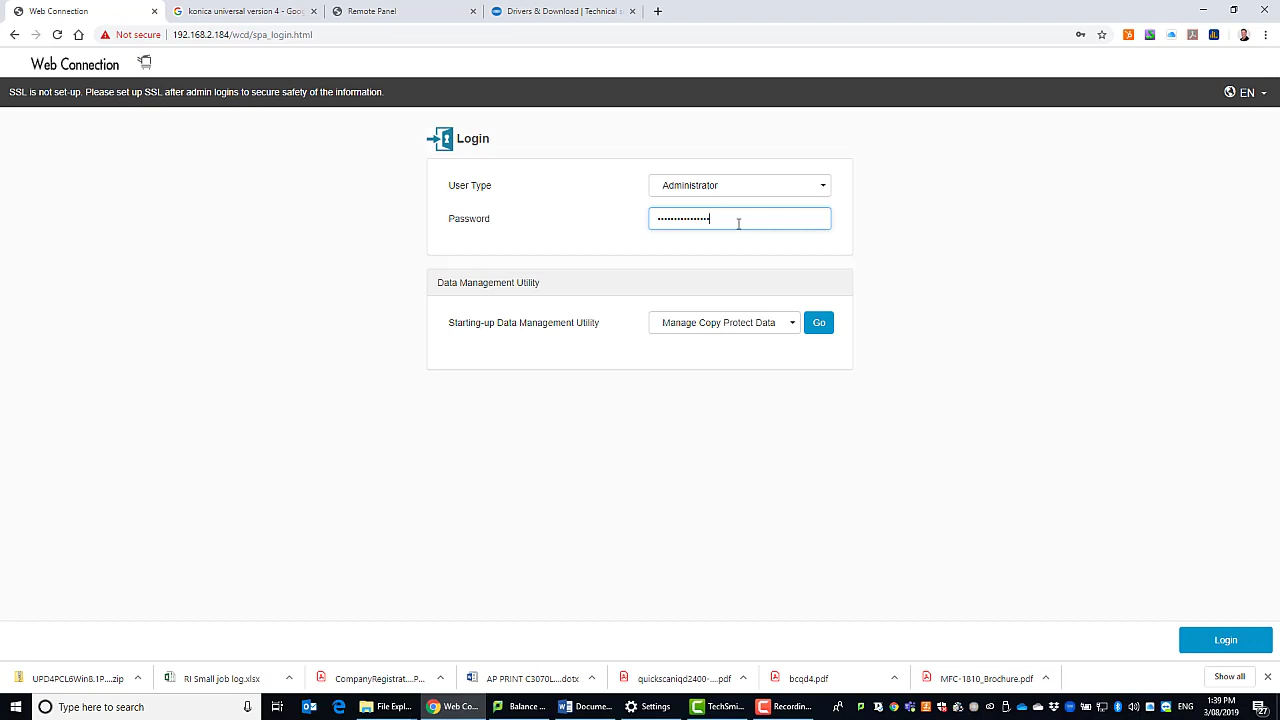 Web Connection
konica universal version 4 - Goog
Remote Panel
Drivers & Download | Technical s
Not secure
192.168.2.184/wcd/spa_login.html
Web Connection
SSL is not set-up. Please set up SSL after admin logins to secure safety of the information.
EN
Login
User Type
Administrator
Password
Data Management Utility
Starting-up Data Management Utility
Manage Copy Protect Data
Go
Login
UPD4PCL6Win8.1P....zip
RI Small job log.xlsx
CompanyRegistrat....P...
AP PRINT C3070L....dotx
quickscaniqd2400-....pdf
bcqd4.pdf
MFC-1810_Brochure.pdf
Show all
Type here to search
File Expl...
Web Co...
Balance ...
Docume...
Settings
TechSmi...
Recordin...
ENG
1:39 PM
3/08/2019